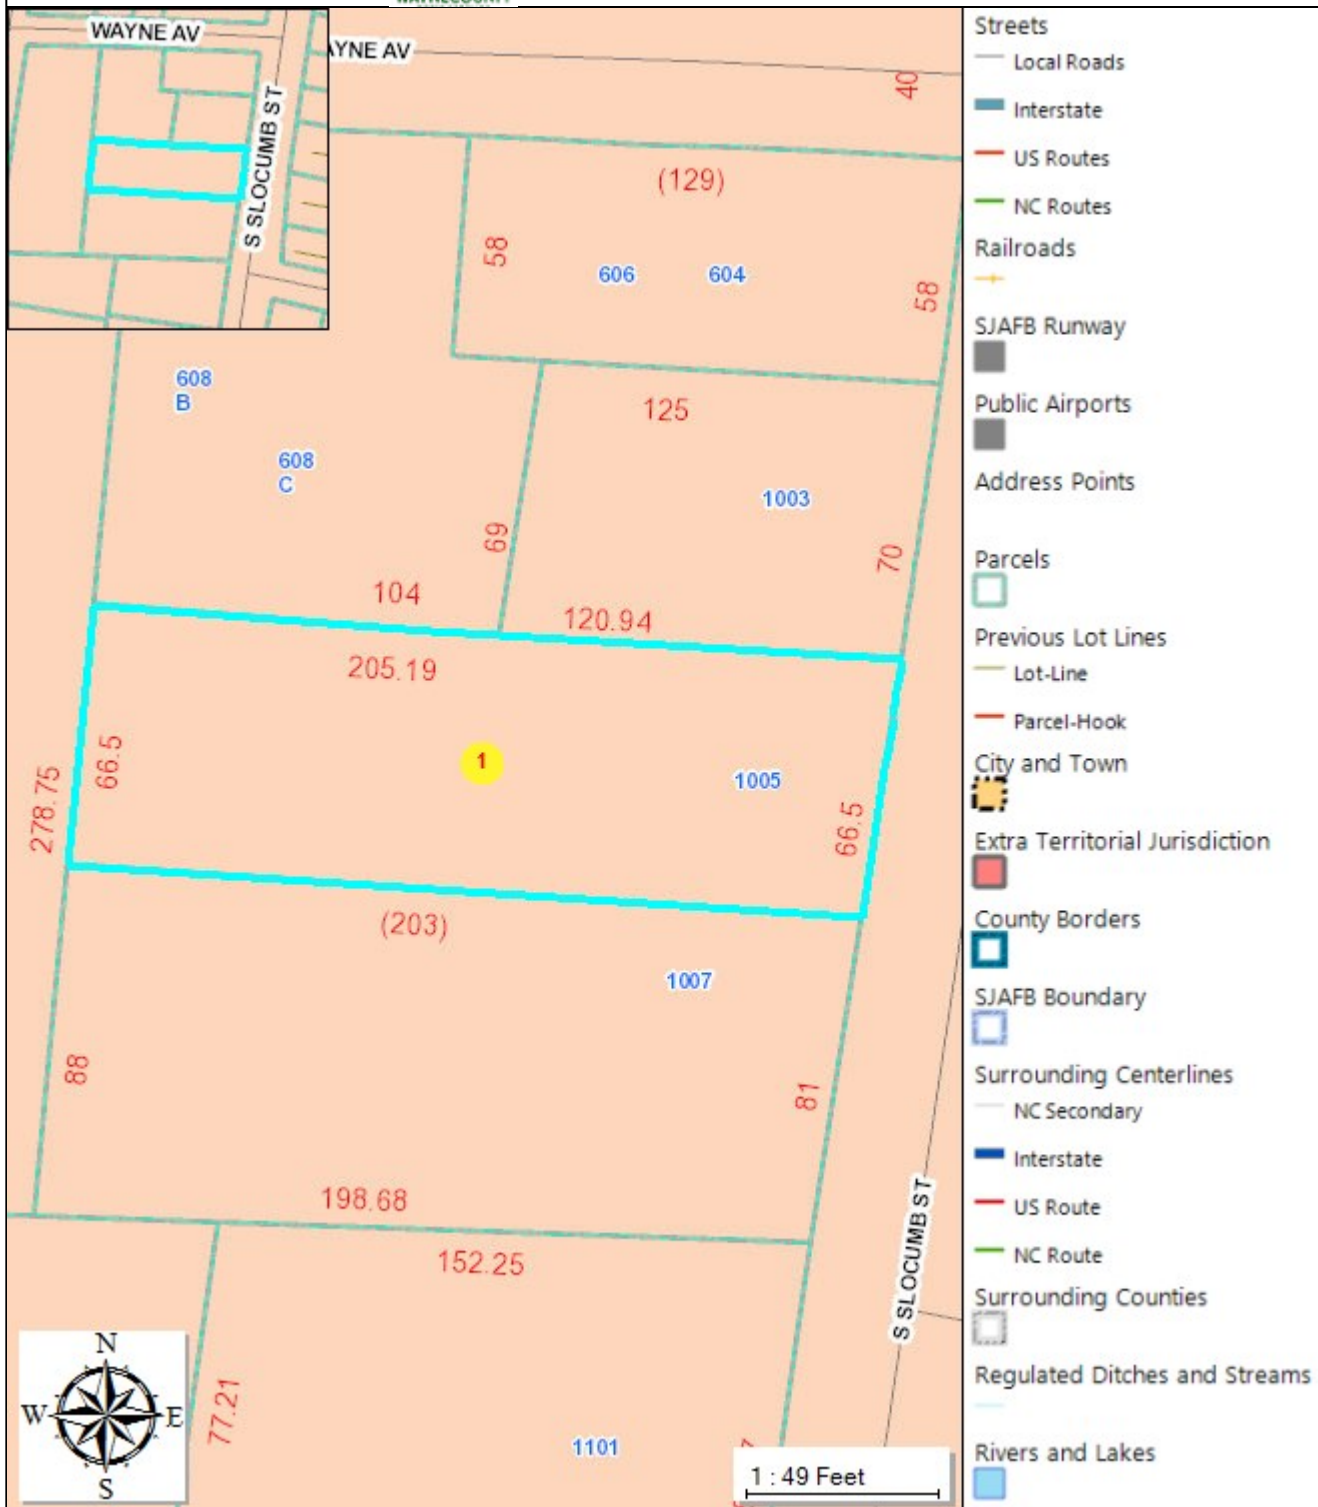 WAYNE AV
S SLOCUMB ST
AYNE AV
40
(129)
58
606
604
58
608
B
125
608
C
1003
69
70
104
120.94
205.19
1
66.5
1005
278.75
66.5
(203)
1007
88
81
198.68
152.25
S SLOCUMB ST
77.21
1101
N
W
E
S
1 : 49 Feet
Streets
Local Roads
Interstate
US Routes
NC Routes
Railroads
SJAFB Runway
Public Airports
Address Points
Parcels
Previous Lot Lines
Lot-Line
Parcel-Hook
City and Town
Extra Territorial Jurisdiction
County Borders
SJAFB Boundary
Surrounding Centerlines
NC Secondary
Interstate
US Route
NC Route
Surrounding Counties
Regulated Ditches and Streams
Rivers and Lakes